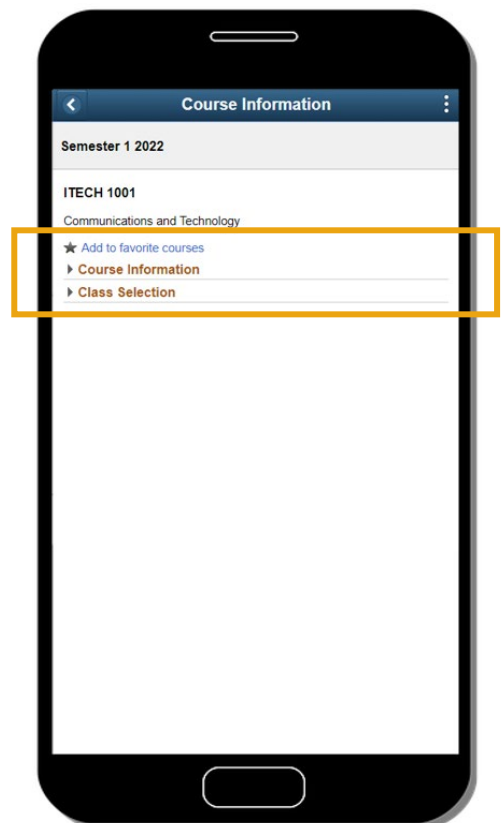 Course Information
Semester 1 2022
ITECH 1001
Communications and Technology
Add to favorite courses
Course Information
Class Selection